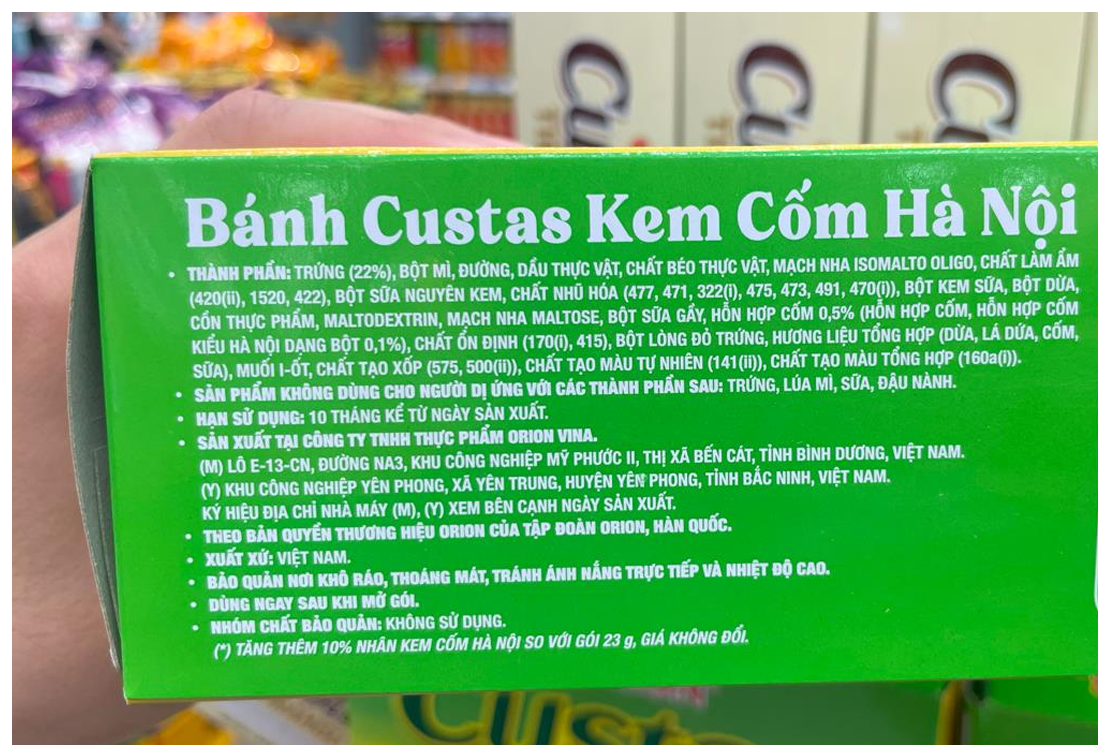 Cu
Cu
Cu
Bánh Custas Kem Cốm Hà Nội
• THÀNH PHẦN: TRỨNG (22%), BỘT MÌ, ĐƯỜNG, DẦU THỰC VẬT, CHẤT BÉO THỰC VẬT, MẠCH NHA ISOMALTO OLIGO, CHẤT LÀM ẨM
(420(ii), 1520, 422), BỘT SỮA NGUYÊN KEM, CHẤT NHŨ HÓA (477, 471, 322(i), 475, 473, 491, 470(i)), BỘT KEM SỮA, BỘT DỪA,
CỒN THỰC PHẨM, MALTODEXTRIN, MẠCH NHA MALTOSE, BỘT SỮA GẦY, HỖN HỢP CỐM 0,5% (HỖN HỢP CỐM, HỖN HỢP CỐM
KIỂU HÀ NỘI DẠNG BỘT 0,1%), CHẤT ỔN ĐỊNH (170(i), 415), BỘT LÒNG ĐỎ TRỨNG, HƯƠNG LIỆU TỔNG HỢP (DỪA, LÁ DỨA, CỐM,
SỮA), MUỐI I-ỐT, CHẤT TẠO XỐP (575, 500(ii)), CHẤT TẠO MÀU TỰ NHIÊN (141(ii)), CHẤT TẠO MÀU TỔNG HỢP (160a(i)).
• SẢN PHẨM KHÔNG DÙNG CHO NGƯỜI DỊ ỨNG VỚI CÁC THÀNH PHẦN SAU: TRỨNG, LÚA MÌ, SỮA, ĐẬU NÀNH.
• HẠN SỬ DỤNG: 10 THÁNG KỂ TỪ NGÀY SẢN XUẤT.
• SẢN XUẤT TẠI CÔNG TY TNHH THỰC PHẨM ORION VINA.
(M) LÔ E-13-CN, ĐƯỜNG NA3, KHU CÔNG NGHIỆP MỸ PHƯỚC II, THỊ XÃ BẾN CÁT, TỈNH BÌNH DƯƠNG, VIỆT NAM.
(Y) KHU CÔNG NGHIỆP YÊN PHONG, XÃ YÊN TRUNG, HUYỆN YÊN PHONG, TỈNH BẮC NINH, VIỆT NAM.
KÝ HIỆU ĐỊA CHỈ NHÀ MÁY (M), (Y) XEM BÊN CẠNH NGÀY SẢN XUẤT.
• THEO BẢN QUYỀN THƯƠNG HIỆU ORION CỦA TẬP ĐOÀN ORION, HÀN QUỐC.
• XUẤT XỨ: VIỆT NAM.
• BẢO QUẢN NƠI KHÔ RÁO, THOÁNG MÁT, TRÁNH ÁNH NẮNG TRỰC TIẾP VÀ NHIỆT ĐỘ CAO.
• DÙNG NGAY SAU KHI MỞ GÓI.
• NHÓM CHẤT BẢO QUẢN: KHÔNG SỬ DỤNG.
(*) TĂNG THÊM 10% NHÂN KEM CỐM HÀ NỘI SO VỚI GÓI 23 g, GIÁ KHÔNG ĐỔI.
Custa